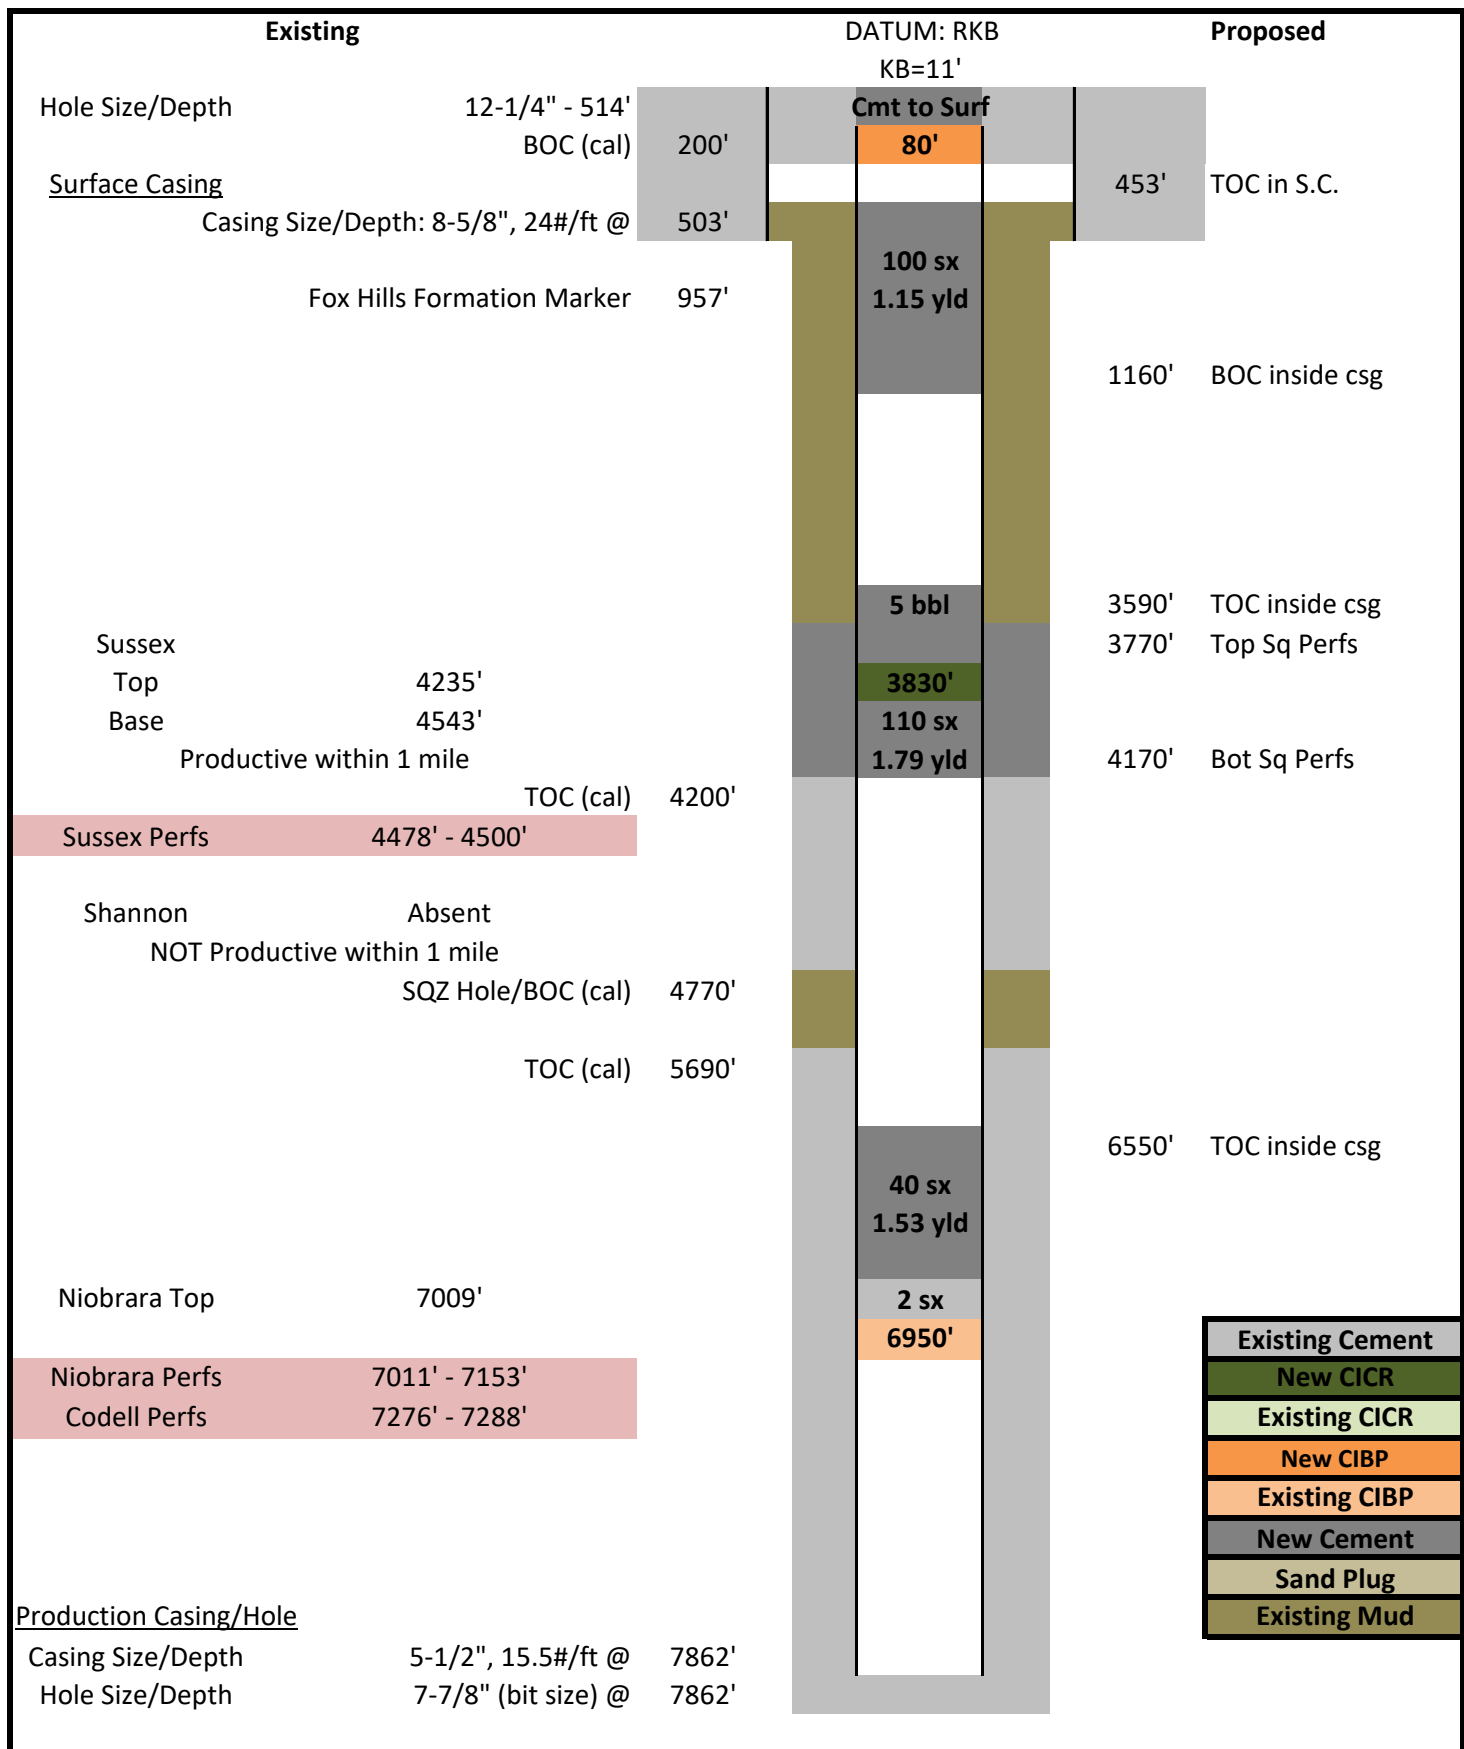 Existing DATUM: RKB Proposed
KB=11'
Hole Size/Depth 12-1/4" - 514' Cmt to Surf
BOC (cal) 200' 80'
Surface Casing 453' TOC in S.C.
Casing Size/Depth: 8-5/8", 24#/ft @ 503'
100 sx
Fox Hills Formation Marker 957' 1.15 yld
1160' BOC inside csg
5 bbl 3590' TOC inside csg
Sussex 3770' Top Sq Perfs
Top 4235' 3830'
Base 4543' 110 sx
Productive within 1 mile 1.79 yld 4170' Bot Sq Perfs
TOC (cal) 4200'
Sussex Perfs 4478' - 4500'
Shannon Absent
NOT Productive within 1 mile
SQZ Hole/BOC (cal) 4770'
TOC (cal) 5690'
6550' TOC inside csg
40 sx
1.53 yld
Niobrara Top 7009' 2 sx
6950' Existing Cement
Niobrara Perfs 7011' - 7153' New CICR
Codell Perfs 7276' - 7288' Existing CICR
New CIBP
Existing CIBP
New Cement
Sand Plug
Production Casing/Hole Existing Mud
Casing Size/Depth 5-1/2", 15.5#/ft @ 7862'
Hole Size/Depth 7-7/8" (bit size) @ 7862'